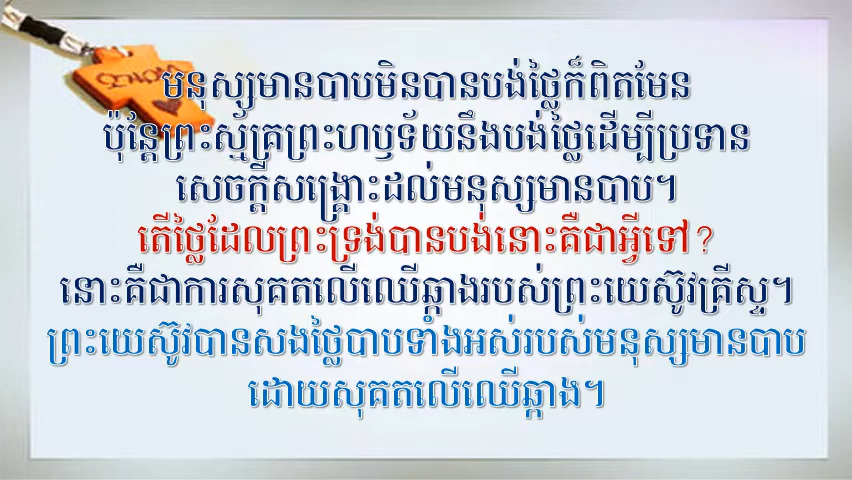 មនុស្សមានបាបមិនបានបង់ថ្លៃក៏ពិតមែន
ប៉ុន្តែព្រះស្ម័គ្រព្រះហឫទ័យនឹងបង់ថ្លៃដើម្បីប្រទាន
សេចក្ដីសង្គ្រោះដល់មនុស្សមានបាប។
តើថ្លៃដែលព្រះទ្រង់បានបង់នោះគឺជាអ្វីទៅ?
នោះគឺជាការសុគតលើឈើឆ្កាងរបស់ព្រះយេស៊ូវគ្រីស្ទ។
ព្រះយេស៊ូវបានសងថ្លៃបាបទាំងអស់របស់មនុស្សមានបាប
ដោយសុគតលើឈើឆ្កាង។